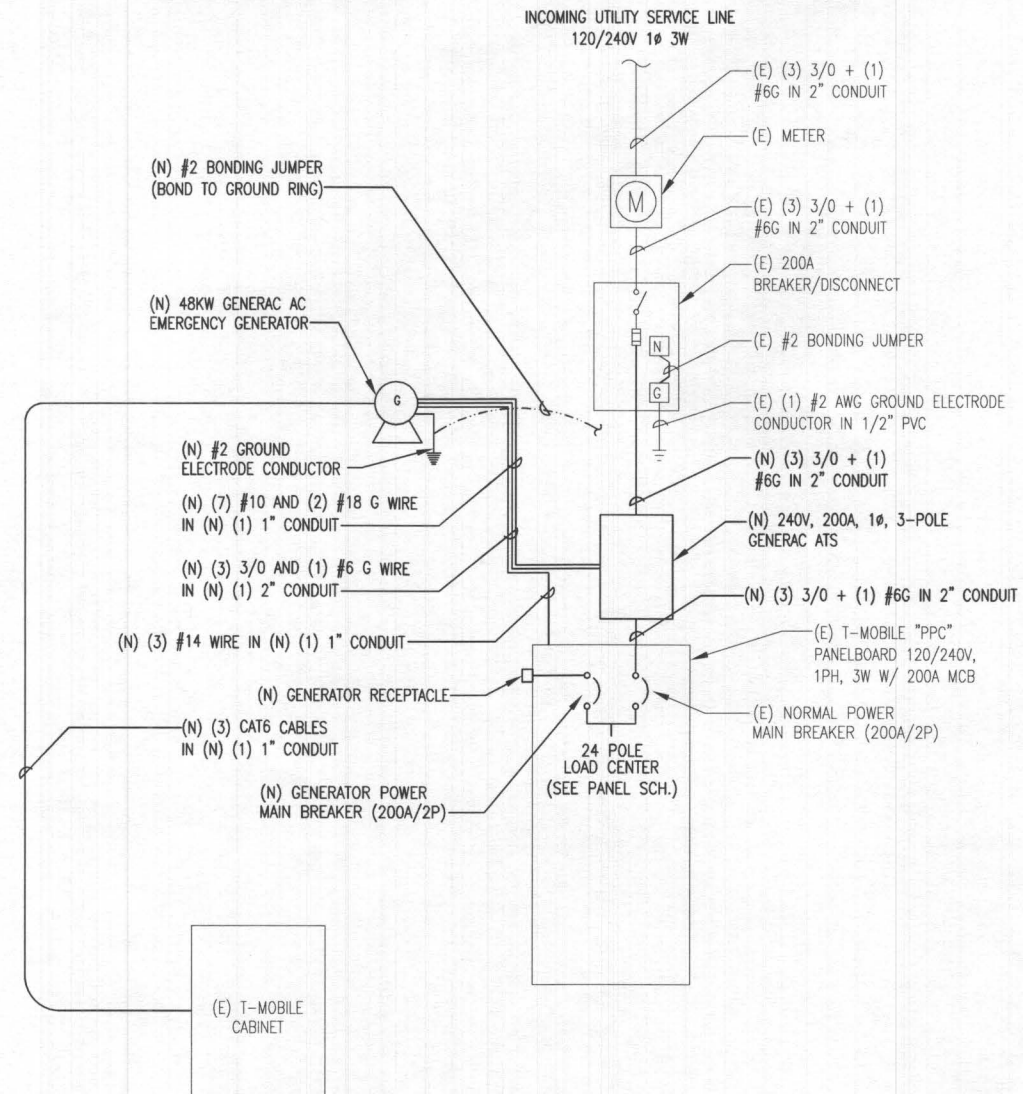 INCOMING UTILITY SERVICE LINE
120/240V 1ø 3W
(E) (3) 3/0 + (1)
#6G IN 2" CONDUIT
(E) METER
M
(E) (3) 3/0 + (1)
#6G IN 2" CONDUIT
(E) 200A
BREAKER/DISCONNECT
N
(E) #2 BONDING JUMPER
G
(E) (1) #2 AWG GROUND ELECTRODE
CONDUCTOR IN 1/2" PVC
(N) (3) 3/0 + (1)
#6G IN 2" CONDUIT
(N) 240V, 200A, 1ø, 3-POLE
GENERAC ATS
(N) (3) 3/0 + (1) #6G IN 2" CONDUIT
(E) T-MOBILE "PPC"
PANELBOARD 120/240V,
1PH, 3W W/ 200A MCB
(E) NORMAL POWER
MAIN BREAKER (200A/2P)
(N) #2 BONDING JUMPER
(BOND TO GROUND RING)
(N) 48KW GENERAC AC
EMERGENCY GENERATOR
G
(N) #2 GROUND
ELECTRODE CONDUCTOR
(N) (7) #10 AND (2) #18 G WIRE
IN (N) (1) 1" CONDUIT
(N) (3) 3/0 AND (1) #6 G WIRE
IN (N) (1) 2" CONDUIT
(N) (3) #14 WIRE IN (N) (1) 1" CONDUIT
(N) GENERATOR RECEPTACLE
(N) (3) CAT6 CABLES
IN (N) (1) 1" CONDUIT
(N) GENERATOR POWER
MAIN BREAKER (200A/2P)
24 POLE
LOAD CENTER
(SEE PANEL SCH.)
(E) T-MOBILE
CABINET